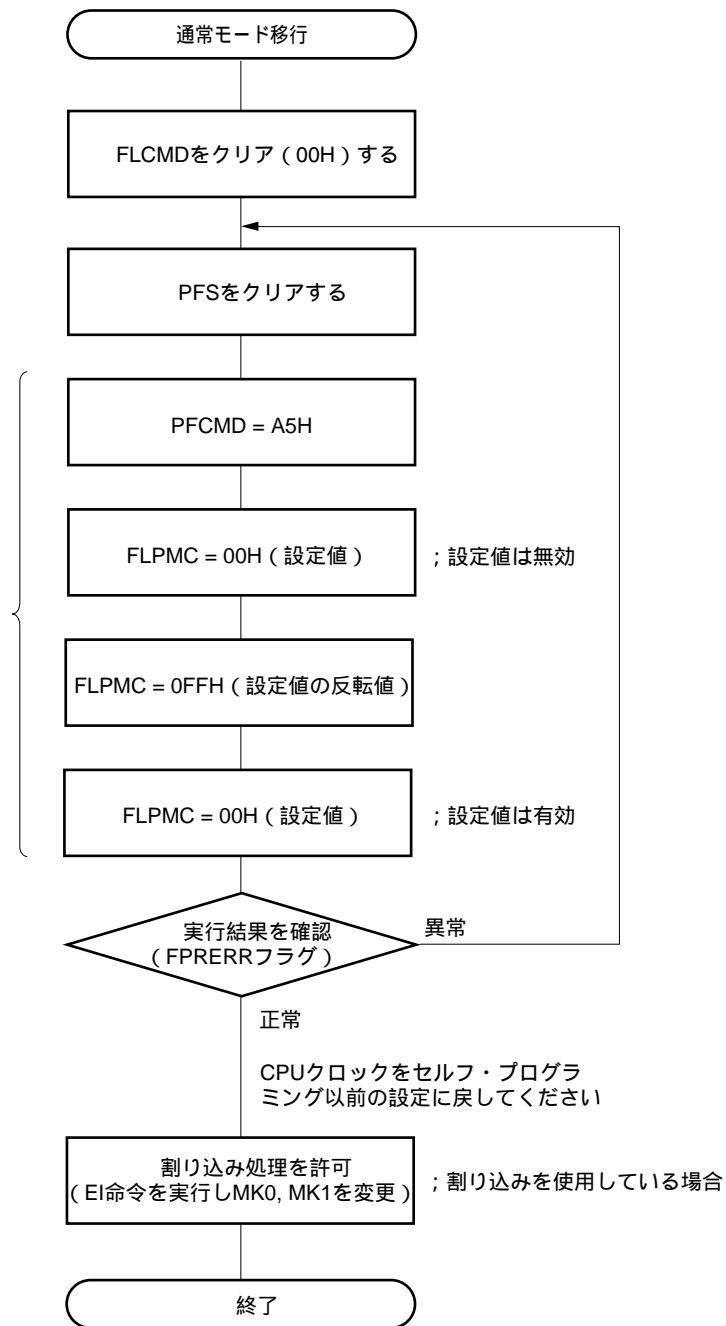 通常モード移行
FLCMDをクリア（00H）する
PFSをクリアする
PFCMD = A5H
FLPMC = 00H（設定値）
；設定値は無効
FLPMC = 0FFH（設定値の反転値）
FLPMC = 00H（設定値）
；設定値は有効
実行結果を確認
（FPRERRフラグ）
異常
正常
CPUクロックをセルフ・プログラ
ミング以前の設定に戻してください
割り込み処理を許可
（EI命令を実行しMK0, MK1を変更）
；割り込みを使用している場合
終了